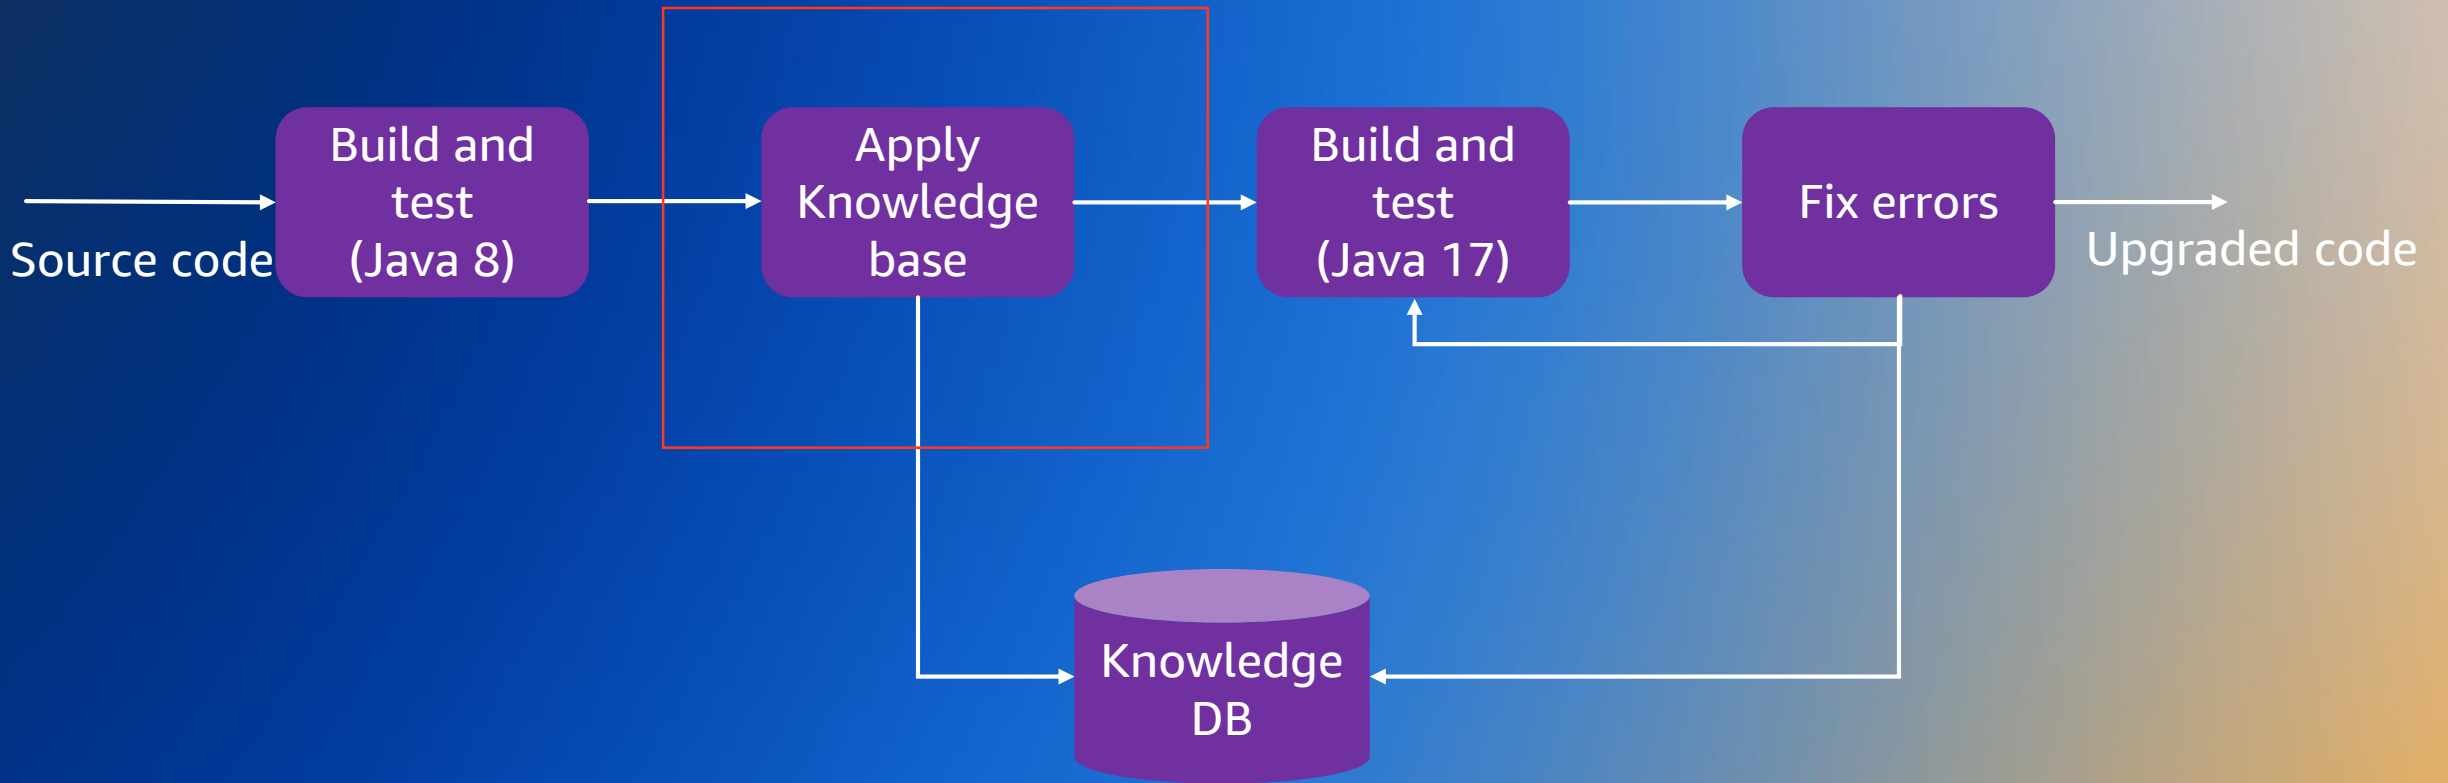 Source code
Build and
test
(Java 8)
Apply
Knowledge
base
Build and
test
(Java 17)
Fix errors
Upgraded code
Knowledge
DB